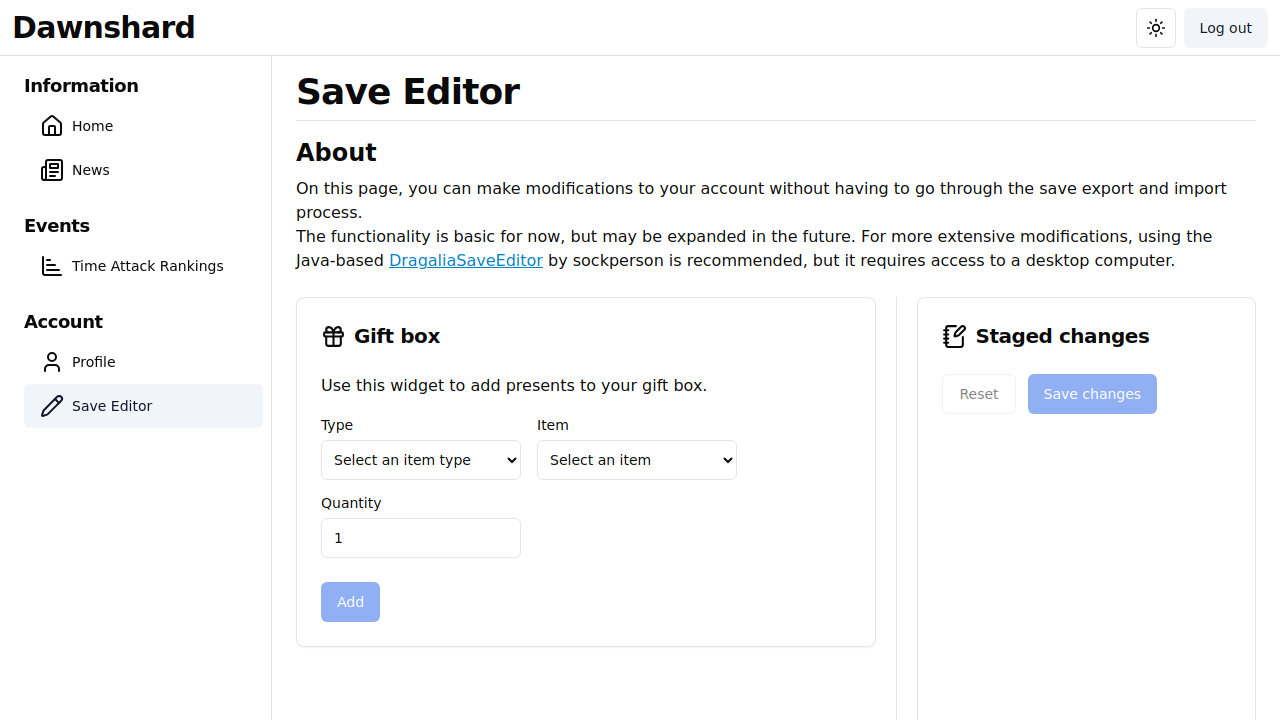 Dawnshard
Log out
Information
Home
News
Events
Time Attack Rankings
Account
Profile
Save Editor
Save Editor
About
On this page, you can make modifications to your account without having to go through the save export and import
process.
The functionality is basic for now, but may be expanded in the future. For more extensive modifications, using the
Java-based DragaliaSaveEditor by sockperson is recommended, but it requires access to a desktop computer.
Gift box
Use this widget to add presents to your gift box.
Type
Item
Select an item type
Select an item
Quantity
1
Add
Staged changes
Reset
Save changes